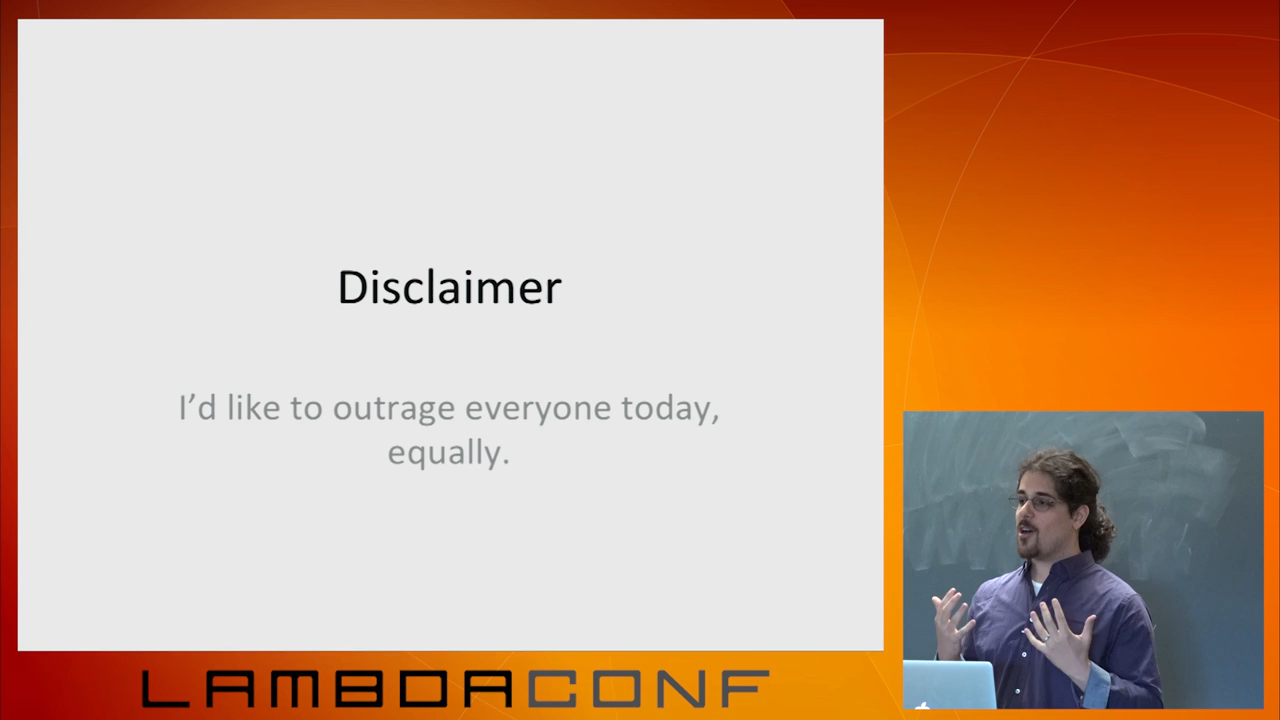 Disclaimer
I'd like to outrage everyone today,
equally.
LAMBDACONF